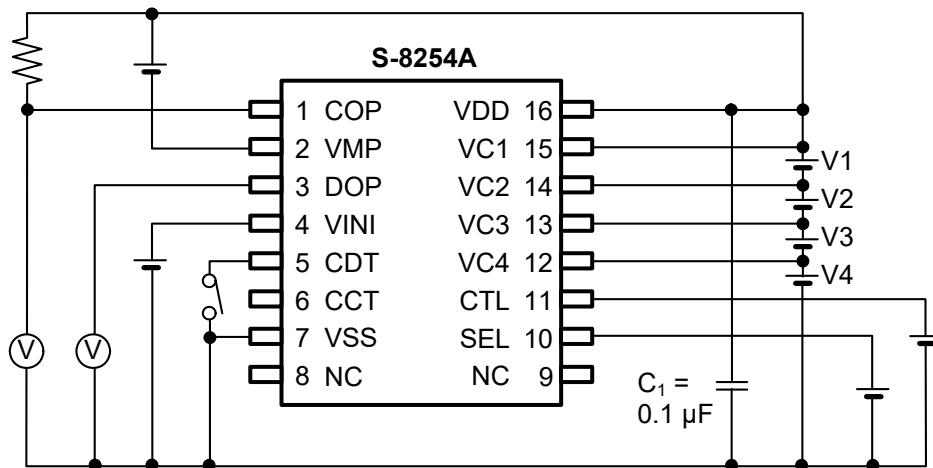 S-8254A
1 COP VDD 16
2 VMP VC1 15
3 DOP VC2 14
4 VINI VC3 13
5 CDT VC4 12
6 CCT CTL 11
7 VSS SEL 10
8 NC NC 9
V1
V2
V3
V4
V
V
C₁ =
0.1 µF